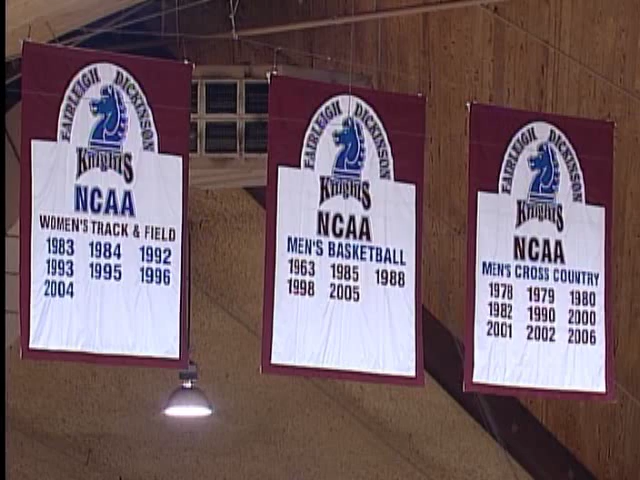 FAIRLEIGH DICKINSON
Knights
NCAA
WOMEN'S TRACK & FIELD
1983 1984 1992
1993 1995 1996
2004
FAIRLEIGH DICKINSON
Knights
NCAA
MEN'S BASKETBALL
1963 1985 1988
1998 2005
FAIRLEIGH DICKINSON
Knights
NCAA
MEN'S CROSS COUNTRY
1978 1979 1980
1982 1990 2000
2001 2002 2006